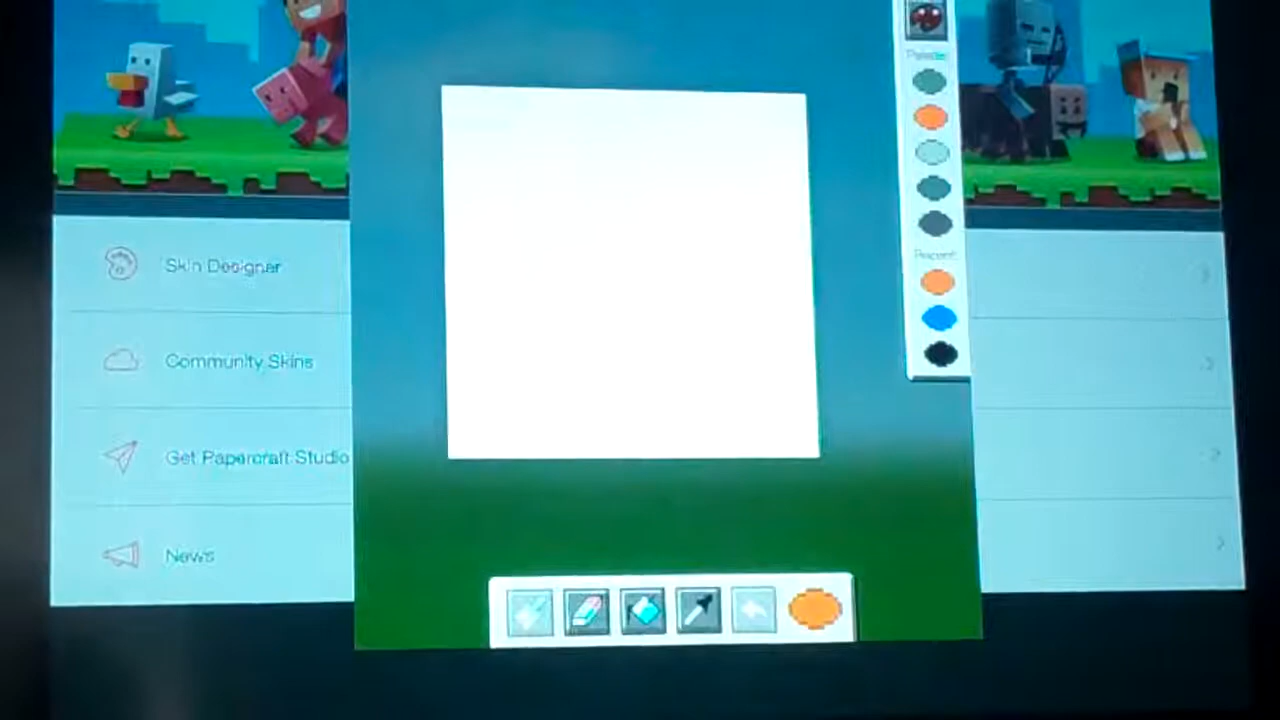 Palette
Recent
Skin Designer
Community Skins
Get Papercraft Studio
News